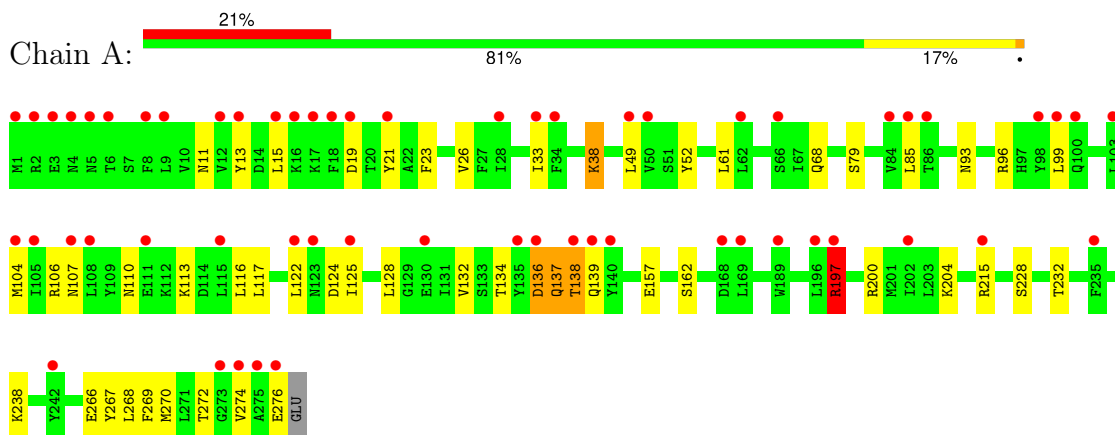 21%
Chain A:
81% 17% •
M1 R2 E3 N4 N5 T6 S7 F8 L9 V10 N11 V12 Y13 D14 L15 K16 K17 F18 D19 T20 Y21 A22 F23 V26 F27 I28 I33 F34 K38 L49 V50 S51 Y52 L61 L62 S66 I67 Q68 S79 V84 L85 T86 N93 R96 H97 Y98 L99 Q100 L103
M104 I105 R106 N107 L108 Y109 N110 E111 K112 K113 D114 L115 L116 L117 L122 N123 D124 I125 L128 G129 E130 I131 V132 S133 T134 Y135 D136 Q137 T138 Q139 Y140 E157 S162 D168 L169 W189 L196 R197 R200 M201 I202 L203 K204 R215 S228 T232 F235
K238 Y242 E266 Y267 L268 F269 M270 L271 T272 G273 V274 A275 E276 GLU